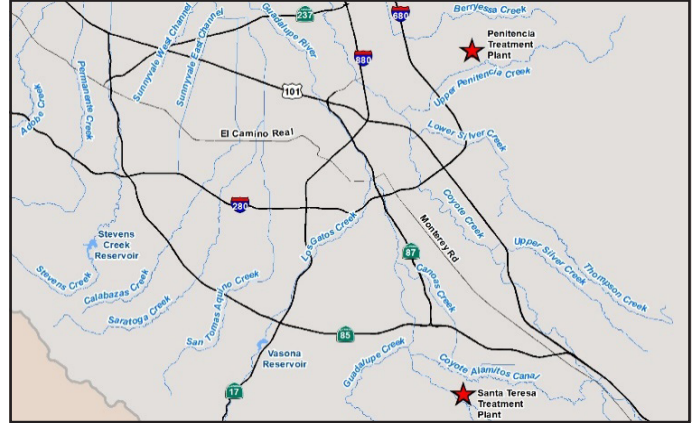 237
680
Berryessa Creek
Guadalupe River
Sunnyvale West Channel
Sunnyvale East Channel
Penitencia
Treatment
Plant
880
Upper Penitencia Creek
101
Permanente Creek
Adobe Creek
El Camino Real
Lower Silver Creek
280
Coyote Creek
Monterey Rd
Los Gatos Creek
Stevens
Creek
Reservoir
87
Upper Silver Creek
Thompson Creek
Stevens Creek
Calabazas Creek
Canoas Creek
Saratoga Creek
San Tomas Aquino Creek
85
Vasona
Reservoir
Guadalupe Creek
Coyote Alamitos Canal
17
Santa Teresa
Treatment
Plant